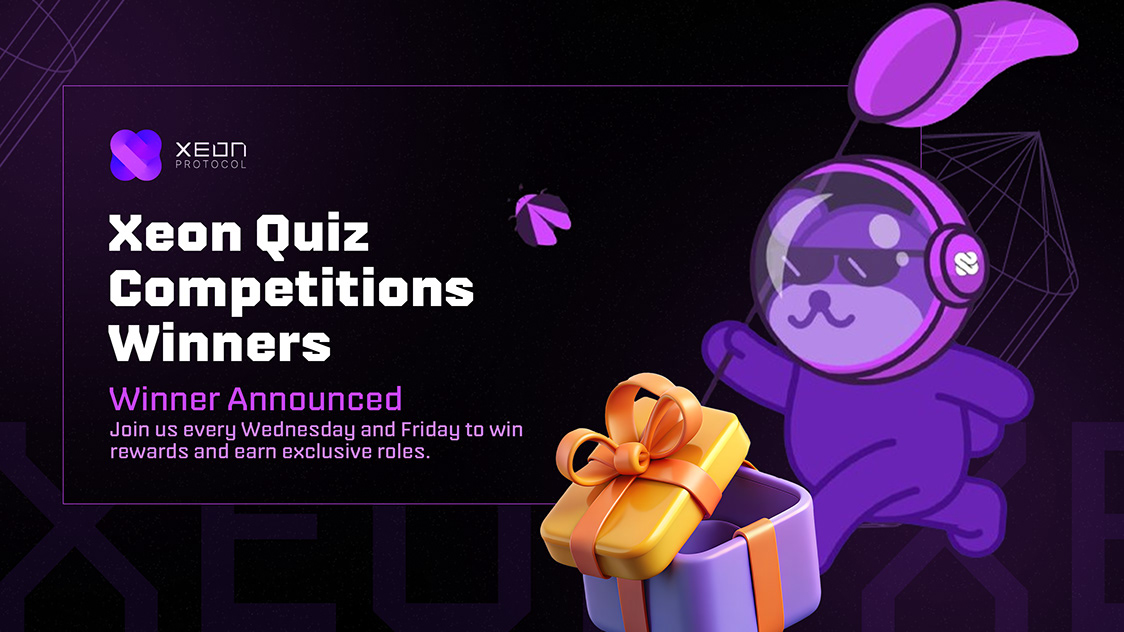 XEON
PROTOCOL
Xeon Quiz
Competitions
Winners
Winner Announced
Join us every Wednesday and Friday to win
rewards and earn exclusive roles.
XEON XE